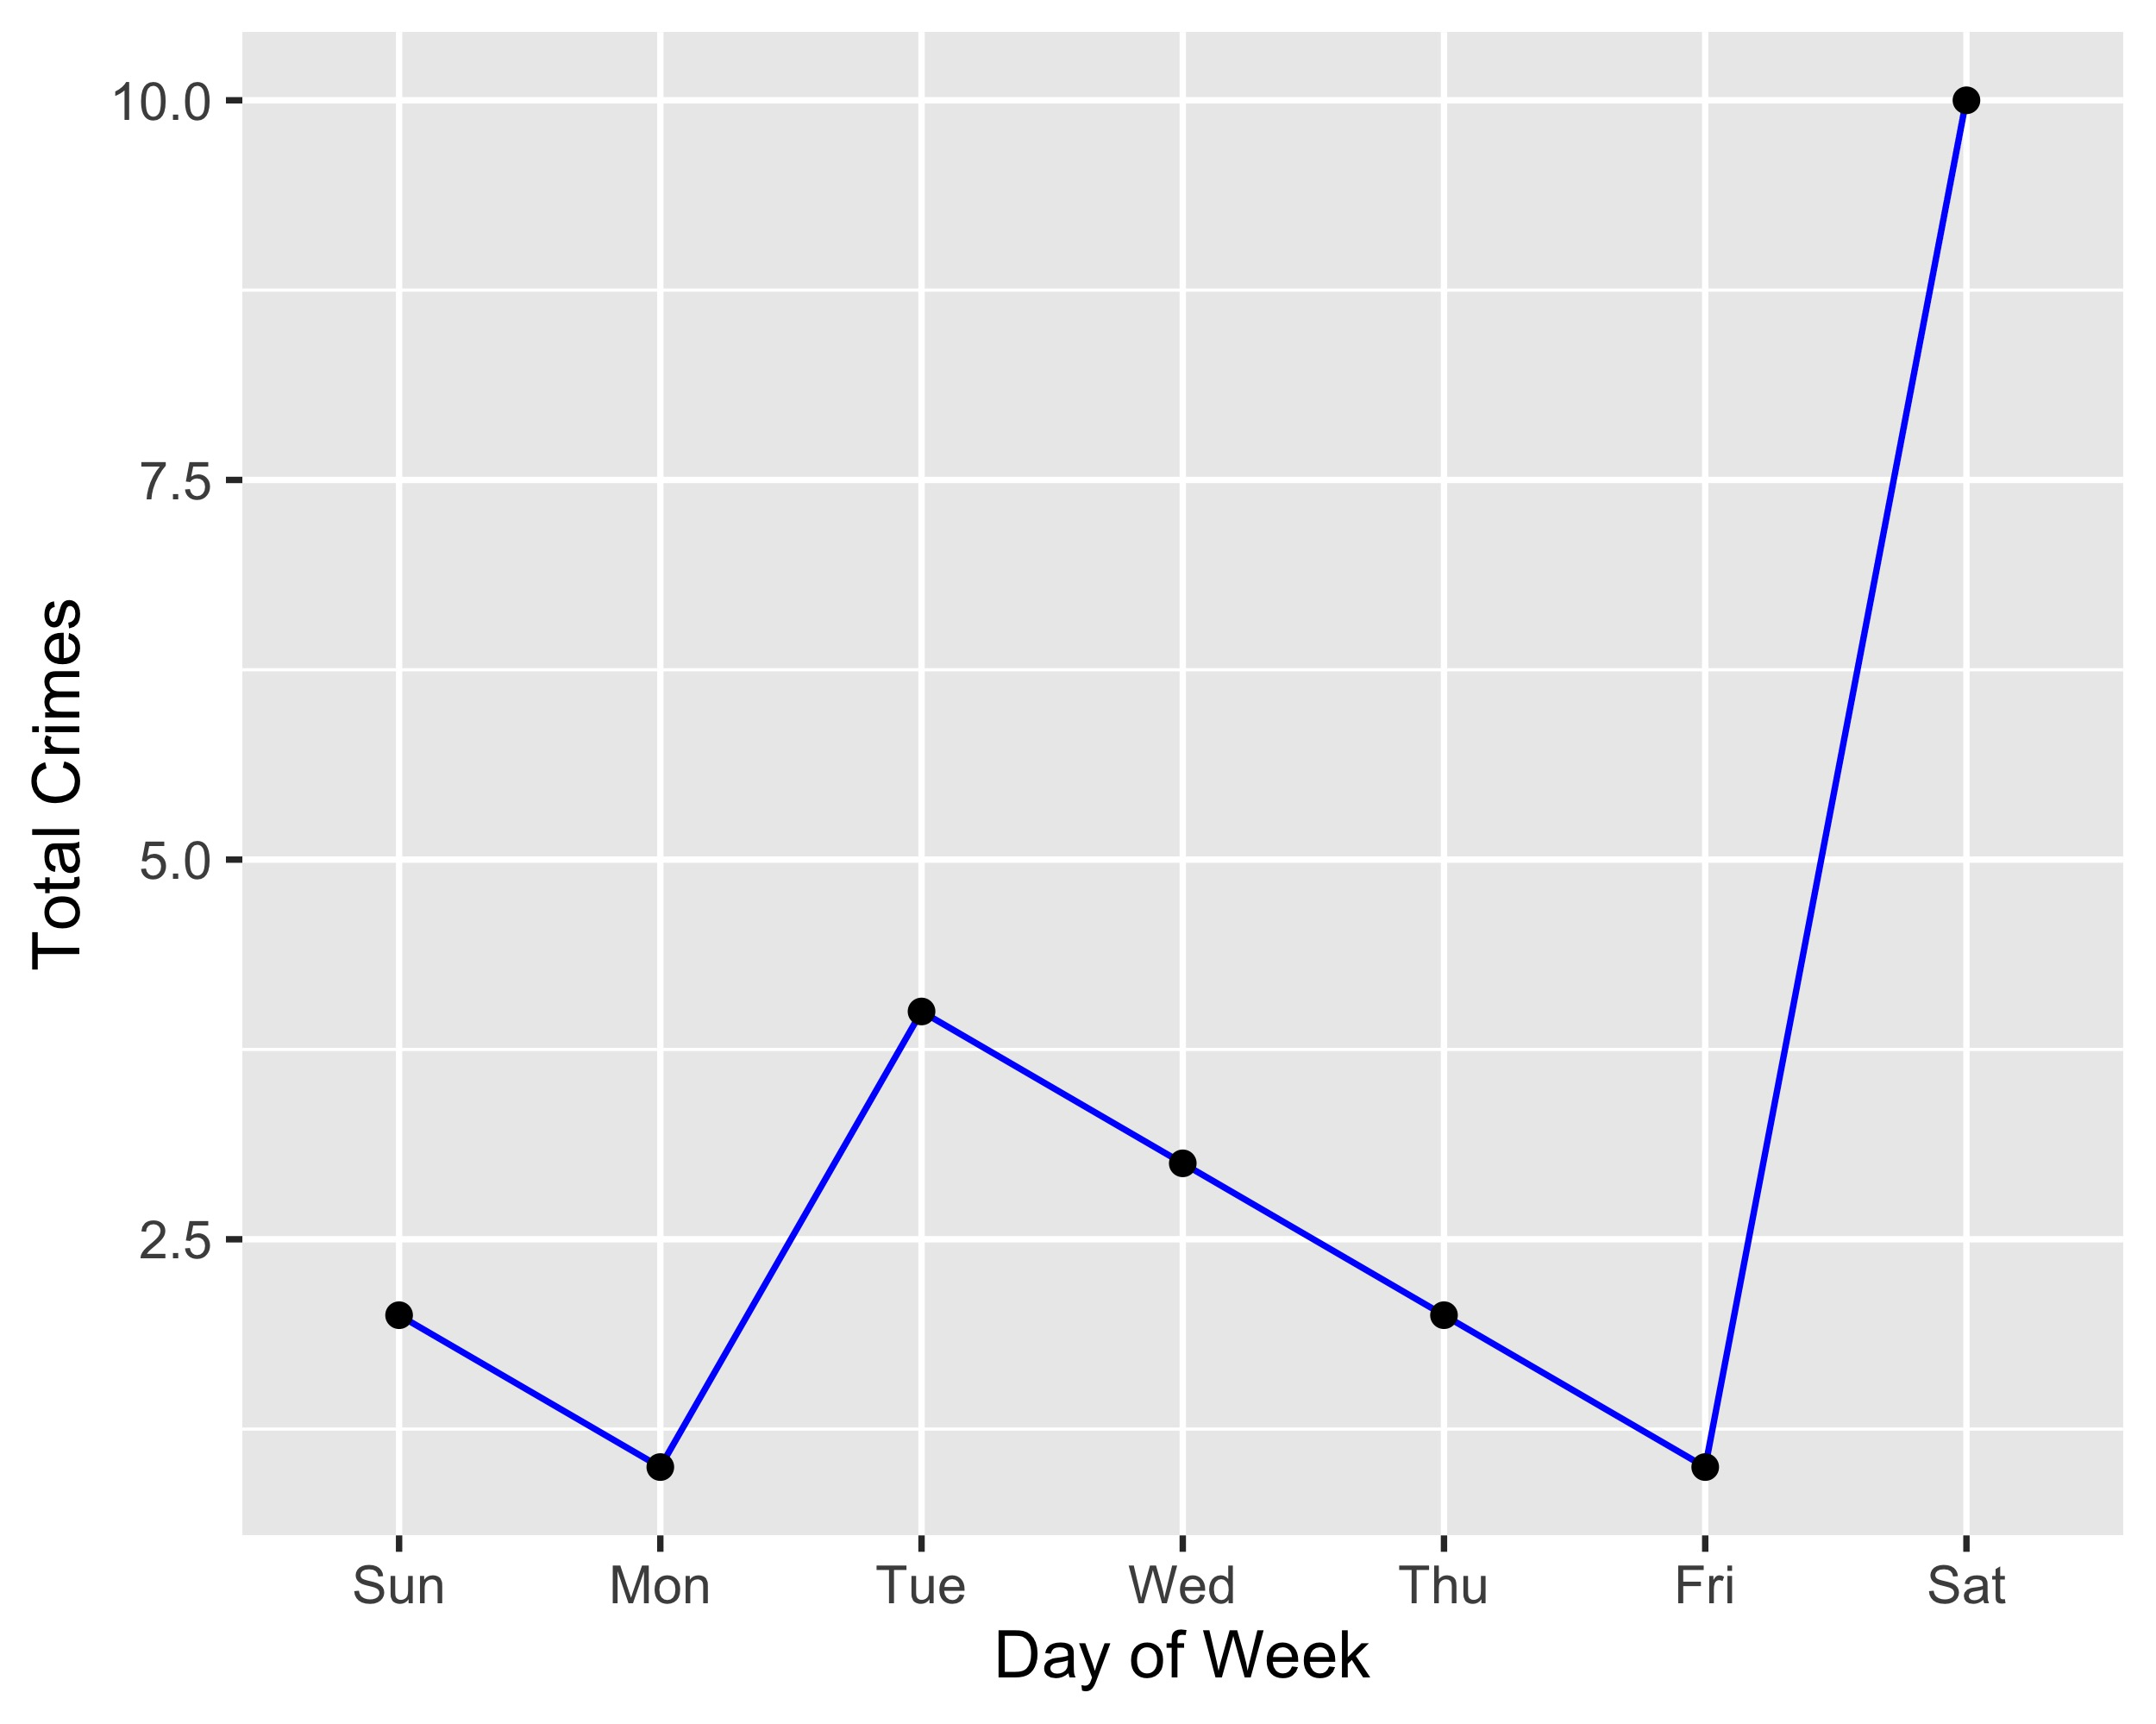 Total Crimes
10.0
7.5
5.0
2.5
Sun Mon Tue Wed Thu Fri Sat
Day of Week